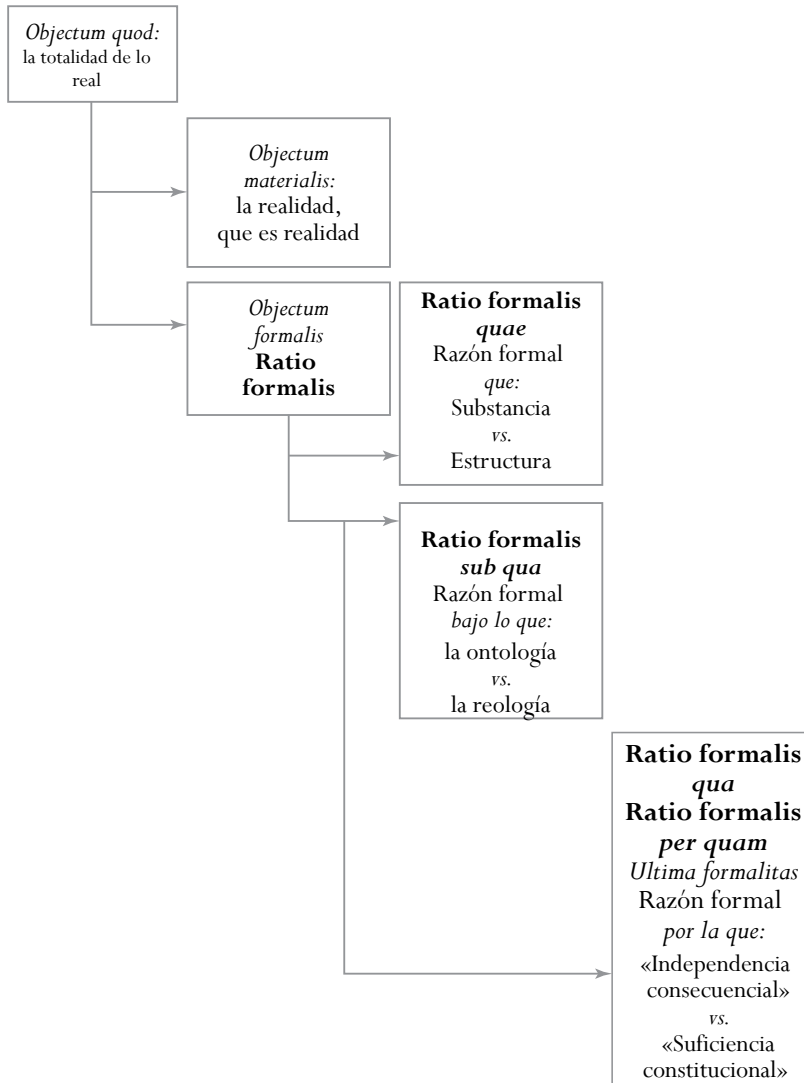 Objectum quod:
la totalidad de lo
real
Objectum
materialis:
la realidad,
que es realidad
Objectum
formalis
Ratio
formalis
Ratio formalis
quae
Razón formal
que:
Substancia
vs.
Estructura
Ratio formalis
sub qua
Razón formal
bajo lo que:
la ontología
vs.
la reología
Ratio formalis
qua
Ratio formalis
per quam
Ultima formalitas
Razón formal
por la que:
«Independencia
consecuencial»
vs.
«Suficiencia
constitucional»